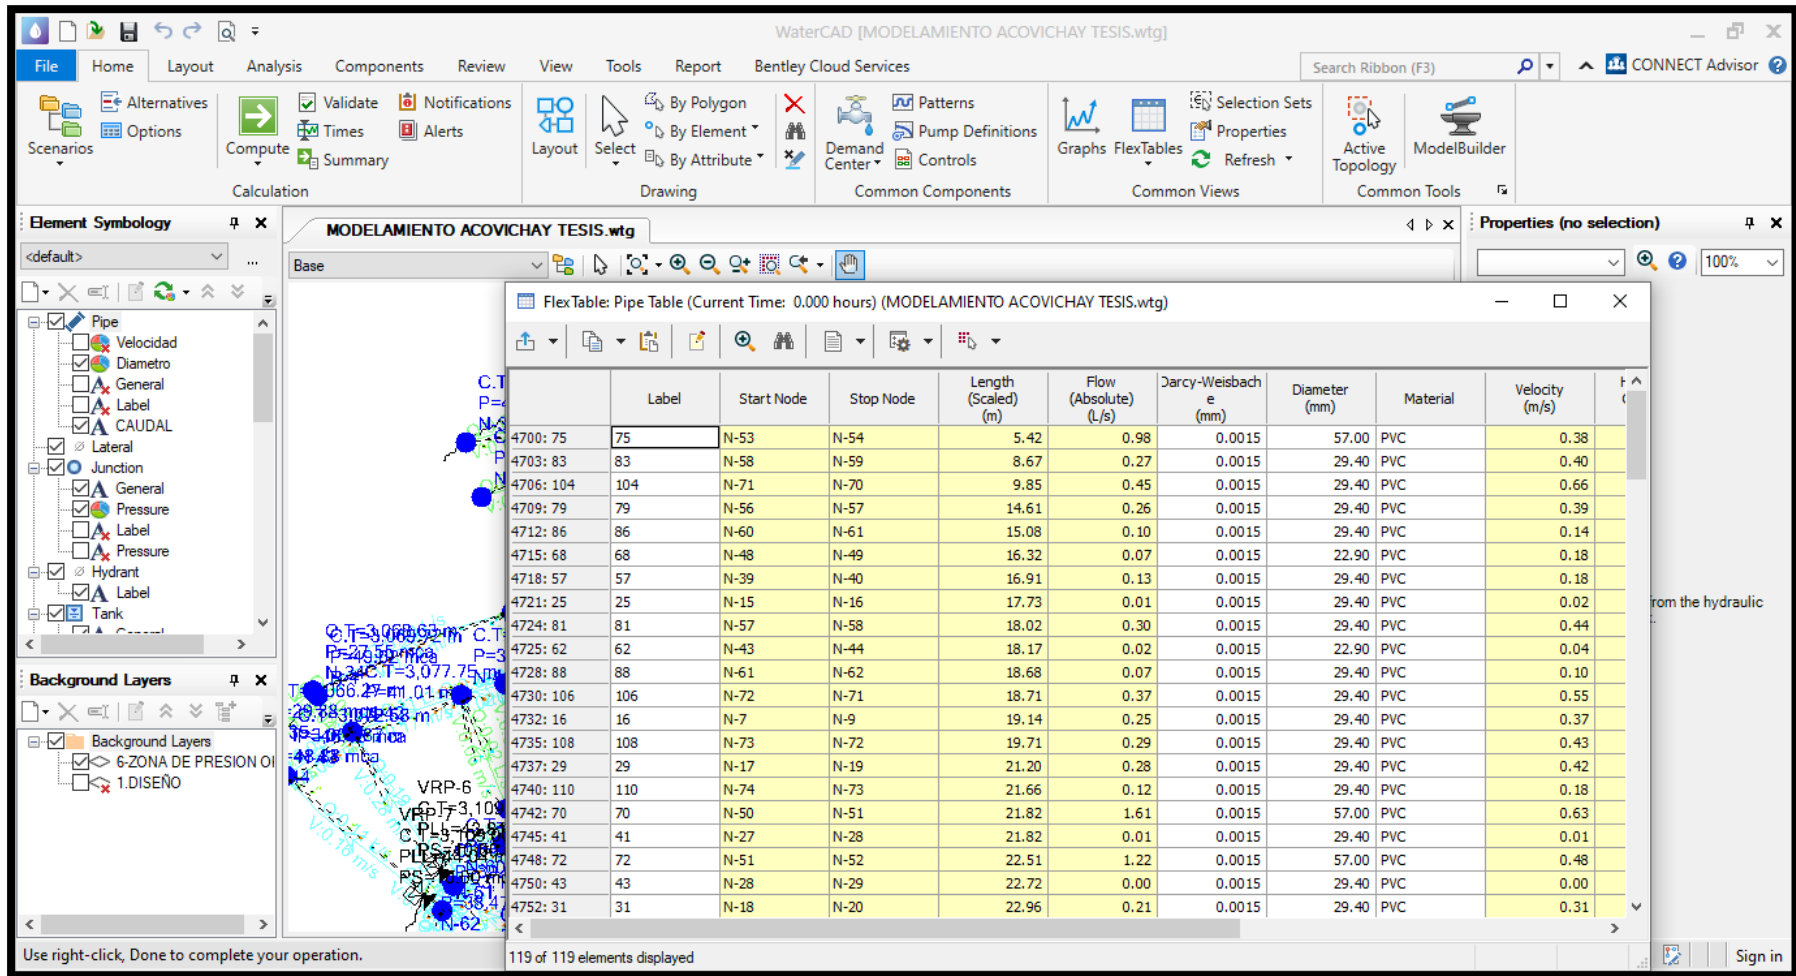 WaterCAD [MODELAMIENTO ACOVICHAY TESIS.wtg]
File Home Layout Analysis Components Review View Tools Report Bentley Cloud Services Search Ribbon (F3) CONNECT Advisor
Scenarios
Alternatives
Options
Compute
Validate
Times
Summary
Notifications
Alerts
Calculation
Layout
Select
By Polygon
By Element
By Attribute
Drawing
Demand
Center
Patterns
Pump Definitions
Controls
Common Components
Graphs
FlexTables
Selection Sets
Properties
Refresh
Common Views
Active
Topology
ModelBuilder
Common Tools
Element Symbology
<default>
...
Pipe
Velocidad
Diametro
General
Label
CAUDAL
Lateral
Junction
General
Pressure
Label
Pressure
Hydrant
Label
Tank
Background Layers
Background Layers
6-ZONA DE PRESION
1.DISEÑO
MODELAMIENTO ACOVICHAY TESIS.wtg
Base
Properties (no selection)
100%
from the hydraulic
VRP-6
N-62
FlexTable: Pipe Table (Current Time: 0.000 hours) (MODELAMIENTO ACOVICHAY TESIS.wtg)
Label Start Node Stop Node Length (Scaled) (m) Flow (Absolute) (L/s) Darcy-Weisbach e (mm) Diameter (mm) Material Velocity (m/s)
4700: 75 75 N-53 N-54 5.42 0.98 0.0015 57.00 PVC 0.38
4703: 83 83 N-58 N-59 8.67 0.27 0.0015 29.40 PVC 0.40
4706: 104 104 N-71 N-70 9.85 0.45 0.0015 29.40 PVC 0.66
4709: 79 79 N-56 N-57 14.61 0.26 0.0015 29.40 PVC 0.39
4712: 86 86 N-60 N-61 15.08 0.10 0.0015 29.40 PVC 0.14
4715: 68 68 N-48 N-49 16.32 0.07 0.0015 22.90 PVC 0.18
4718: 57 57 N-39 N-40 16.91 0.13 0.0015 29.40 PVC 0.18
4721: 25 25 N-15 N-16 17.73 0.01 0.0015 29.40 PVC 0.02
4724: 81 81 N-57 N-58 18.02 0.30 0.0015 29.40 PVC 0.44
4725: 62 62 N-43 N-44 18.17 0.02 0.0015 22.90 PVC 0.04
4728: 88 88 N-61 N-62 18.68 0.07 0.0015 29.40 PVC 0.10
4730: 106 106 N-72 N-71 18.71 0.37 0.0015 29.40 PVC 0.55
4732: 16 16 N-7 N-9 19.14 0.25 0.0015 29.40 PVC 0.37
4735: 108 108 N-73 N-72 19.71 0.29 0.0015 29.40 PVC 0.43
4737: 29 29 N-17 N-19 21.20 0.28 0.0015 29.40 PVC 0.42
4740: 110 110 N-74 N-73 21.66 0.12 0.0015 29.40 PVC 0.18
4742: 70 70 N-50 N-51 21.82 1.61 0.0015 57.00 PVC 0.63
4745: 41 41 N-27 N-28 21.82 0.01 0.0015 29.40 PVC 0.01
4748: 72 72 N-51 N-52 22.51 1.22 0.0015 57.00 PVC 0.48
4750: 43 43 N-28 N-29 22.72 0.00 0.0015 29.40 PVC 0.00
4752: 31 31 N-18 N-20 22.96 0.21 0.0015 29.40 PVC 0.31
119 of 119 elements displayed
Use right-click, Done to complete your operation.
Sign in